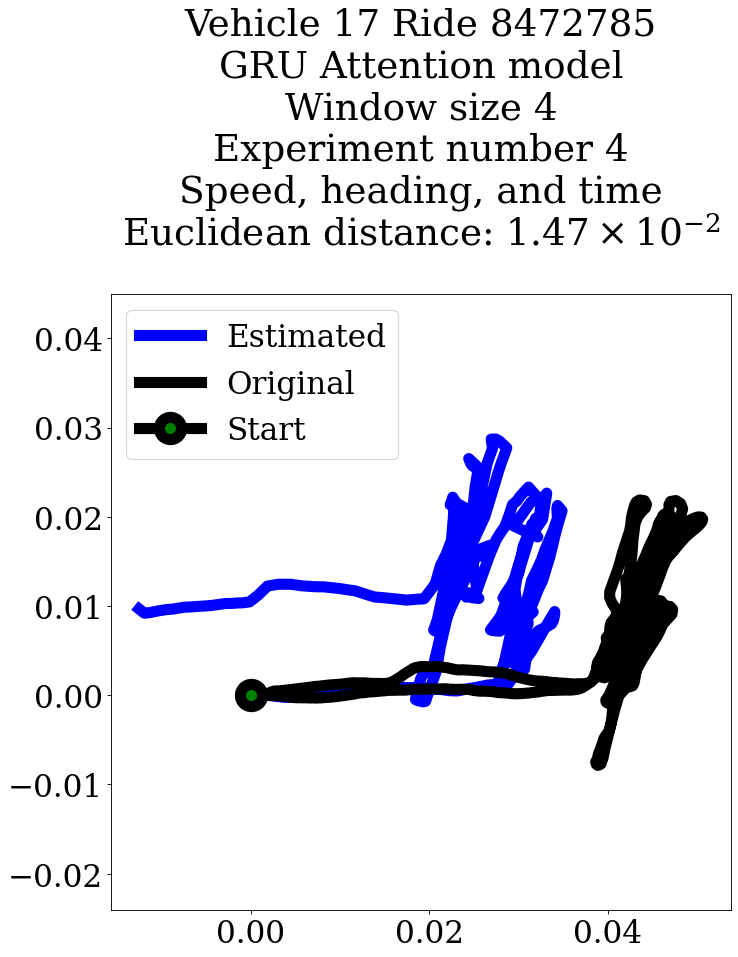 Vehicle 17 Ride 8472785
GRU Attention model
Window size 4
Experiment number 4
Speed, heading, and time
Euclidean distance: 1.47 × 10⁻²
Estimated
Original
Start
0.04
0.03
0.02
0.01
0.00
−0.01
−0.02
0.00 0.02 0.04